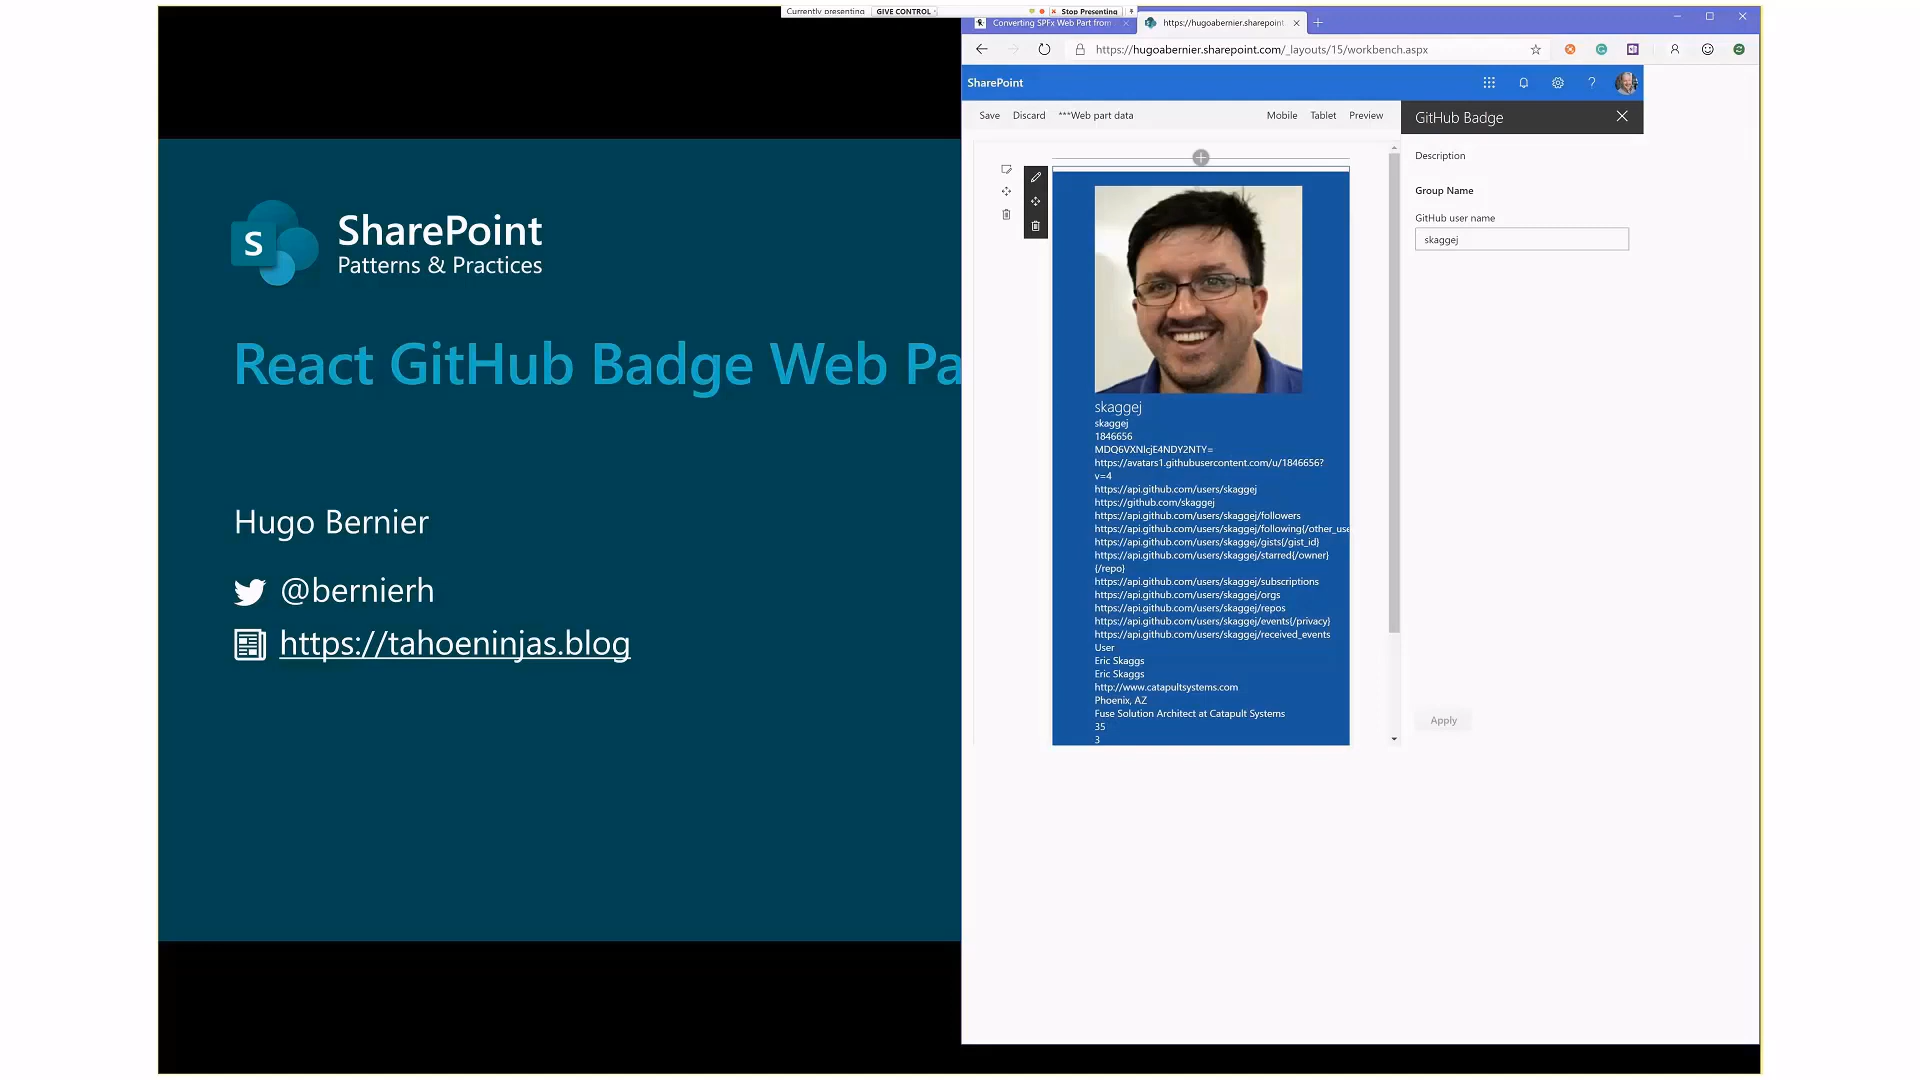 Currently presenting
GIVE CONTROL
Stop Presenting
Converting SPFx Web Part from
https://hugoabernier.sharepoint
https://hugoabernier.sharepoint.com/_layouts/15/workbench.aspx
SharePoint
Save Discard ***Web part data Mobile Tablet Preview
GitHub Badge
Description
Group Name
GitHub user name
skaggej
Apply
S
SharePoint
Patterns & Practices
React GitHub Badge Web Pa
Hugo Bernier
@bernierh
https://tahoeninjas.blog
skaggej
skaggej
1846656
MDQ6VXNlcjE4NDY2NTY=
https://avatars1.githubusercontent.com/u/1846656?
v=4
https://api.github.com/users/skaggej
https://github.com/skaggej
https://api.github.com/users/skaggej/followers
https://api.github.com/users/skaggej/following{/other_use
https://api.github.com/users/skaggej/gists{/gist_id}
https://api.github.com/users/skaggej/starred{/owner}
{/repo}
https://api.github.com/users/skaggej/subscriptions
https://api.github.com/users/skaggej/orgs
https://api.github.com/users/skaggej/repos
https://api.github.com/users/skaggej/events{/privacy}
https://api.github.com/users/skaggej/received_events
User
Eric Skaggs
Eric Skaggs
http://www.catapultsystems.com
Phoenix, AZ
Fuse Solution Architect at Catapult Systems
35
3